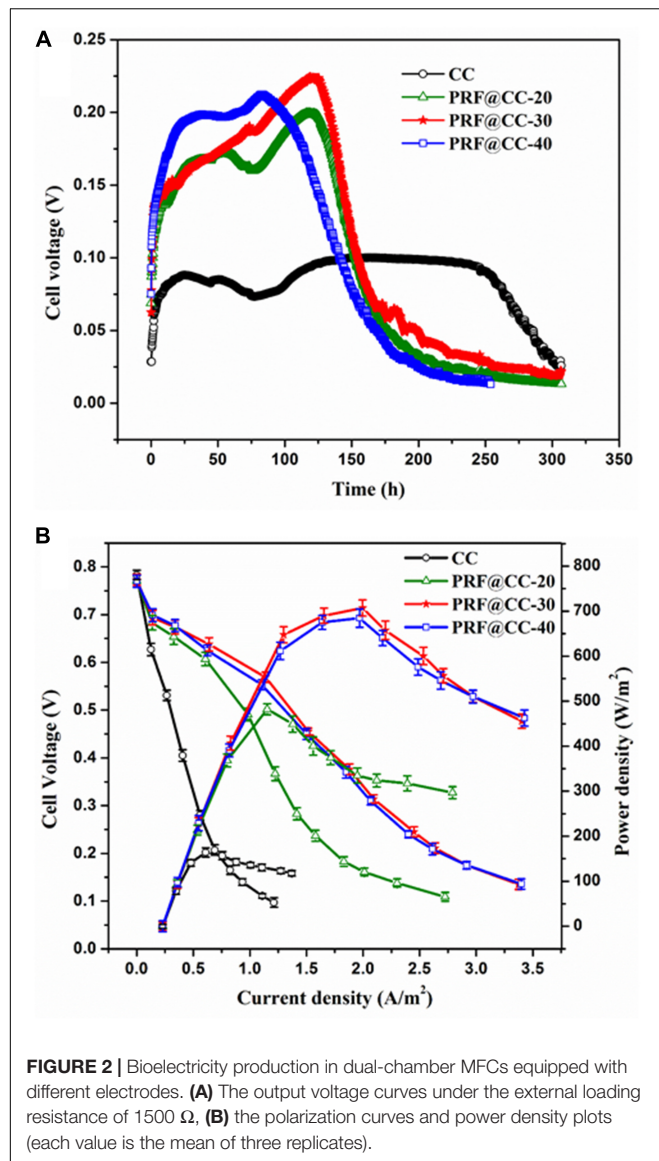 A
0.25
0.20
0.15
0.10
0.05
0.00
Cell voltage (V)
CC
PRF@CC-20
PRF@CC-30
PRF@CC-40
0 50 100 150 200 250 300 350
Time (h)
B
0.8
0.7
0.6
0.5
0.4
0.3
0.2
0.1
0.0
Cell Voltage (V)
CC
PRF@CC-20
PRF@CC-30
PRF@CC-40
800
700
600
500
400
300
200
100
0
Power density (W/m²)
0.0 0.5 1.0 1.5 2.0 2.5 3.0 3.5
Current density (A/m²)
FIGURE 2 | Bioelectricity production in dual-chamber MFCs equipped with
different electrodes. (A) The output voltage curves under the external loading
resistance of 1500 Ω, (B) the polarization curves and power density plots
(each value is the mean of three replicates).